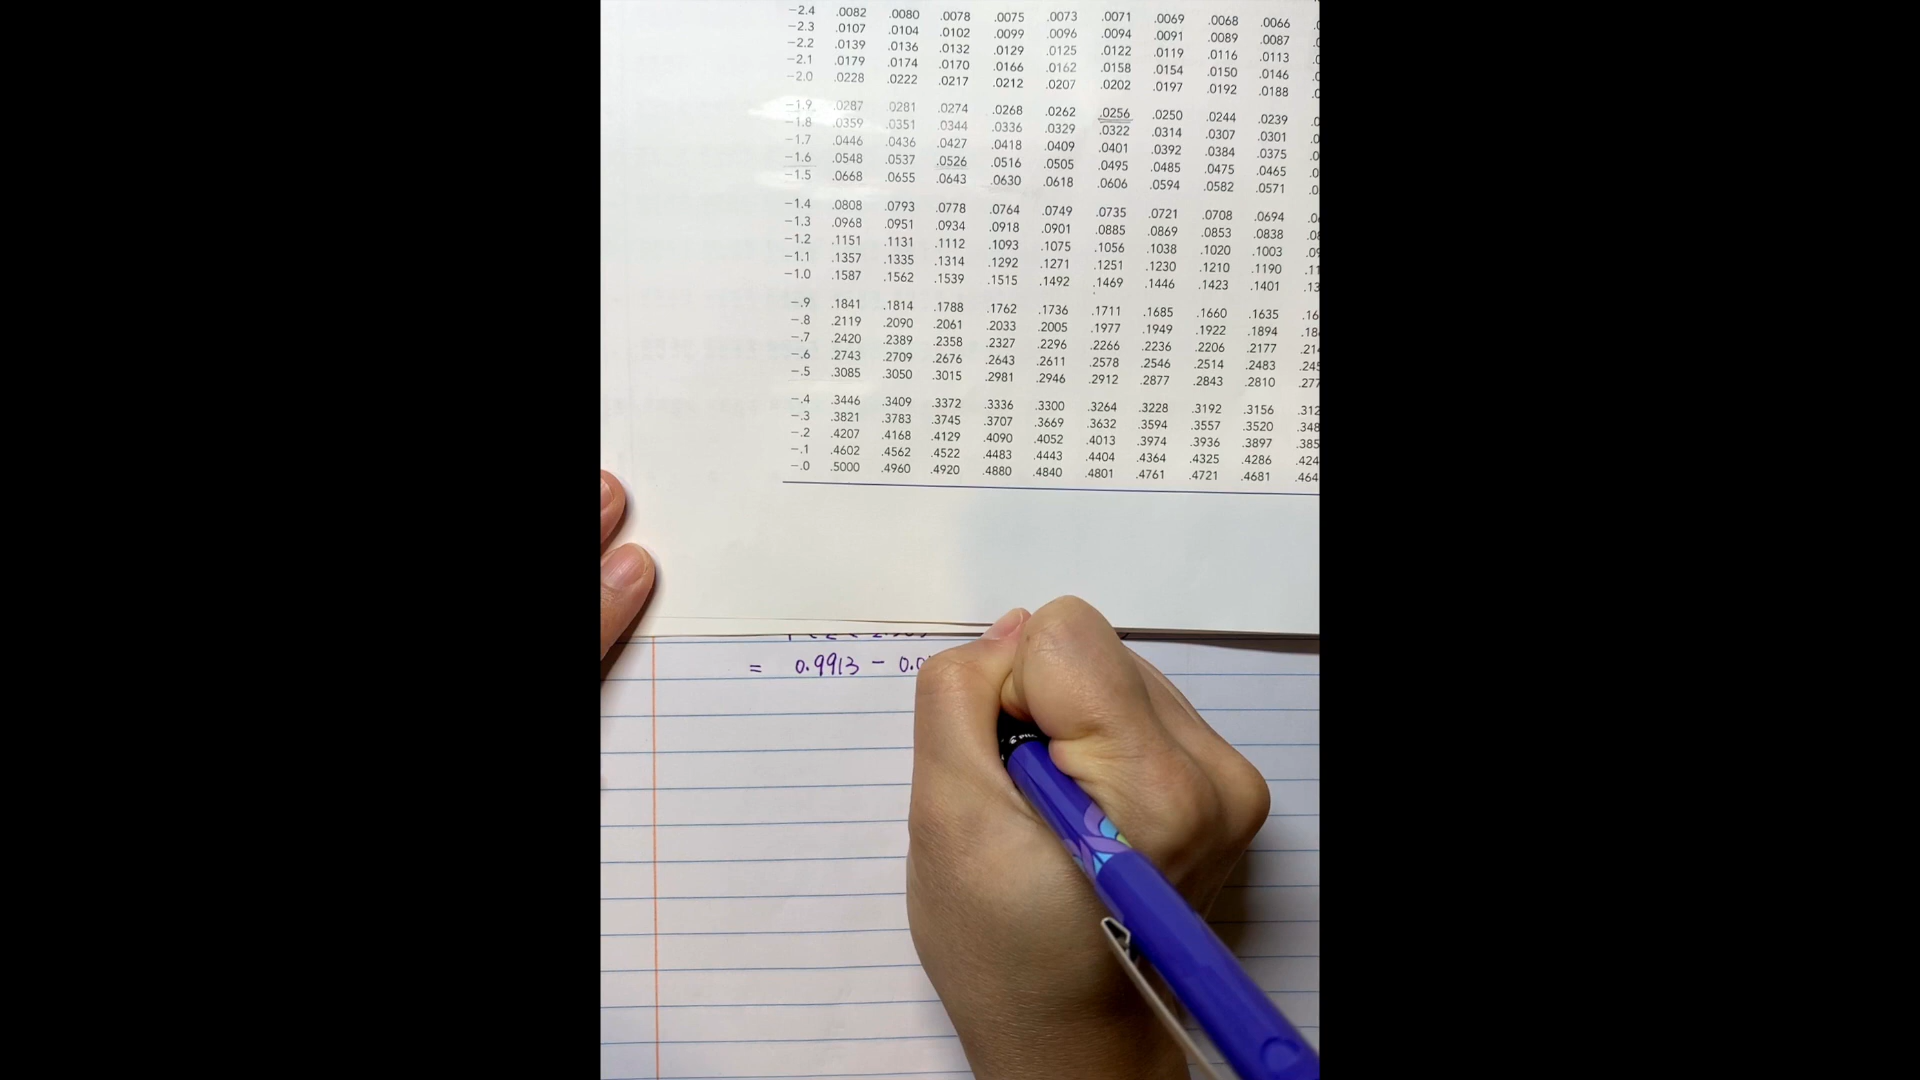 −2.4 .0082 .0080 .0078 .0075 .0073 .0071 .0069 .0068 .0066
−2.3 .0107 .0104 .0102 .0099 .0096 .0094 .0091 .0089 .0087
−2.2 .0139 .0136 .0132 .0129 .0125 .0122 .0119 .0116 .0113
−2.1 .0179 .0174 .0170 .0166 .0162 .0158 .0154 .0150 .0146
−2.0 .0228 .0222 .0217 .0212 .0207 .0202 .0197 .0192 .0188
−1.9 .0287 .0281 .0274 .0268 .0262 .0256 .0250 .0244 .0239
−1.8 .0359 .0351 .0344 .0336 .0329 .0322 .0314 .0307 .0301
−1.7 .0446 .0436 .0427 .0418 .0409 .0401 .0392 .0384 .0375
−1.6 .0548 .0537 .0526 .0516 .0505 .0495 .0485 .0475 .0465
−1.5 .0668 .0655 .0643 .0630 .0618 .0606 .0594 .0582 .0571
−1.4 .0808 .0793 .0778 .0764 .0749 .0735 .0721 .0708 .0694
−1.3 .0968 .0951 .0934 .0918 .0901 .0885 .0869 .0853 .0838
−1.2 .1151 .1131 .1112 .1093 .1075 .1056 .1038 .1020 .1003
−1.1 .1357 .1335 .1314 .1292 .1271 .1251 .1230 .1210 .1190
−1.0 .1587 .1562 .1539 .1515 .1492 .1469 .1446 .1423 .1401
−.9 .1841 .1814 .1788 .1762 .1736 .1711 .1685 .1660 .1635
−.8 .2119 .2090 .2061 .2033 .2005 .1977 .1949 .1922 .1894
−.7 .2420 .2389 .2358 .2327 .2296 .2266 .2236 .2206 .2177
−.6 .2743 .2709 .2676 .2643 .2611 .2578 .2546 .2514 .2483
−.5 .3085 .3050 .3015 .2981 .2946 .2912 .2877 .2843 .2810
−.4 .3446 .3409 .3372 .3336 .3300 .3264 .3228 .3192 .3156
−.3 .3821 .3783 .3745 .3707 .3669 .3632 .3594 .3557 .3520
−.2 .4207 .4168 .4129 .4090 .4052 .4013 .3974 .3936 .3897
−.1 .4602 .4562 .4522 .4483 .4443 .4404 .4364 .4325 .4286
−.0 .5000 .4960 .4920 .4880 .4840 .4801 .4761 .4721 .4681
= 0.9913 − 0.0